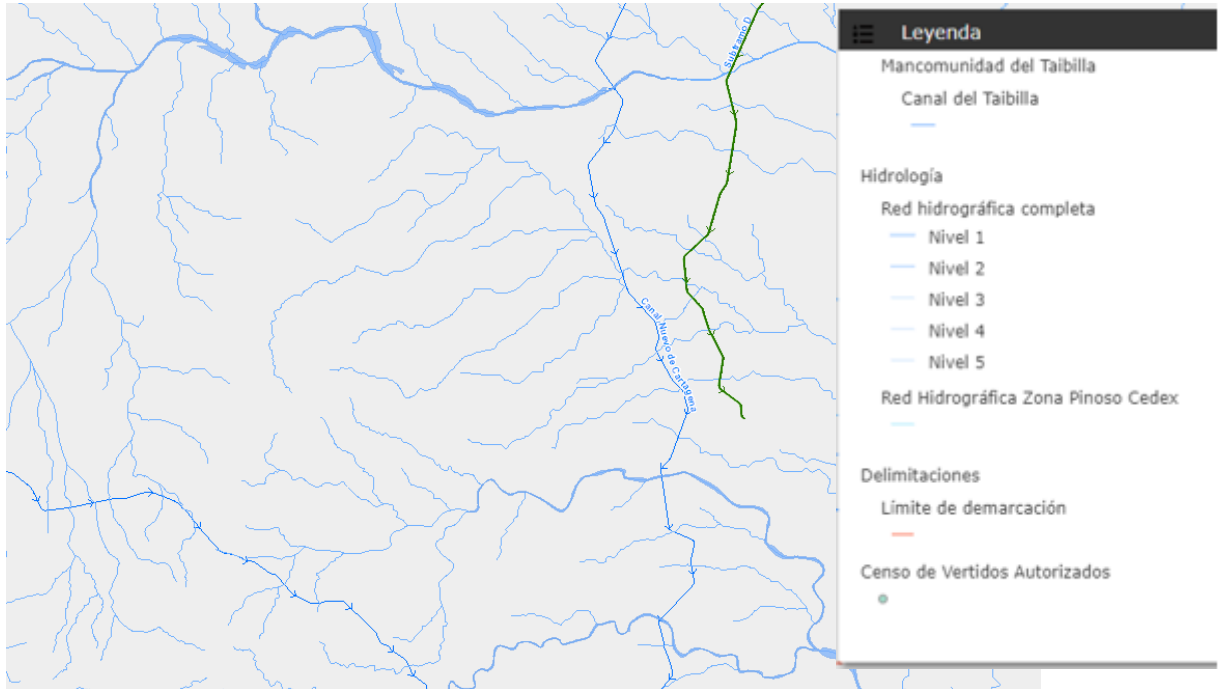 Subtramo D
Canal Nuevo de Cartagena
Leyenda
Mancomunidad del Taibilla
Canal del Taibilla
Hidrología
Red hidrográfica completa
Nivel 1
Nivel 2
Nivel 3
Nivel 4
Nivel 5
Red Hidrográfica Zona Pinoso Cedex
Delimitaciones
Límite de demarcación
Censo de Vertidos Autorizados